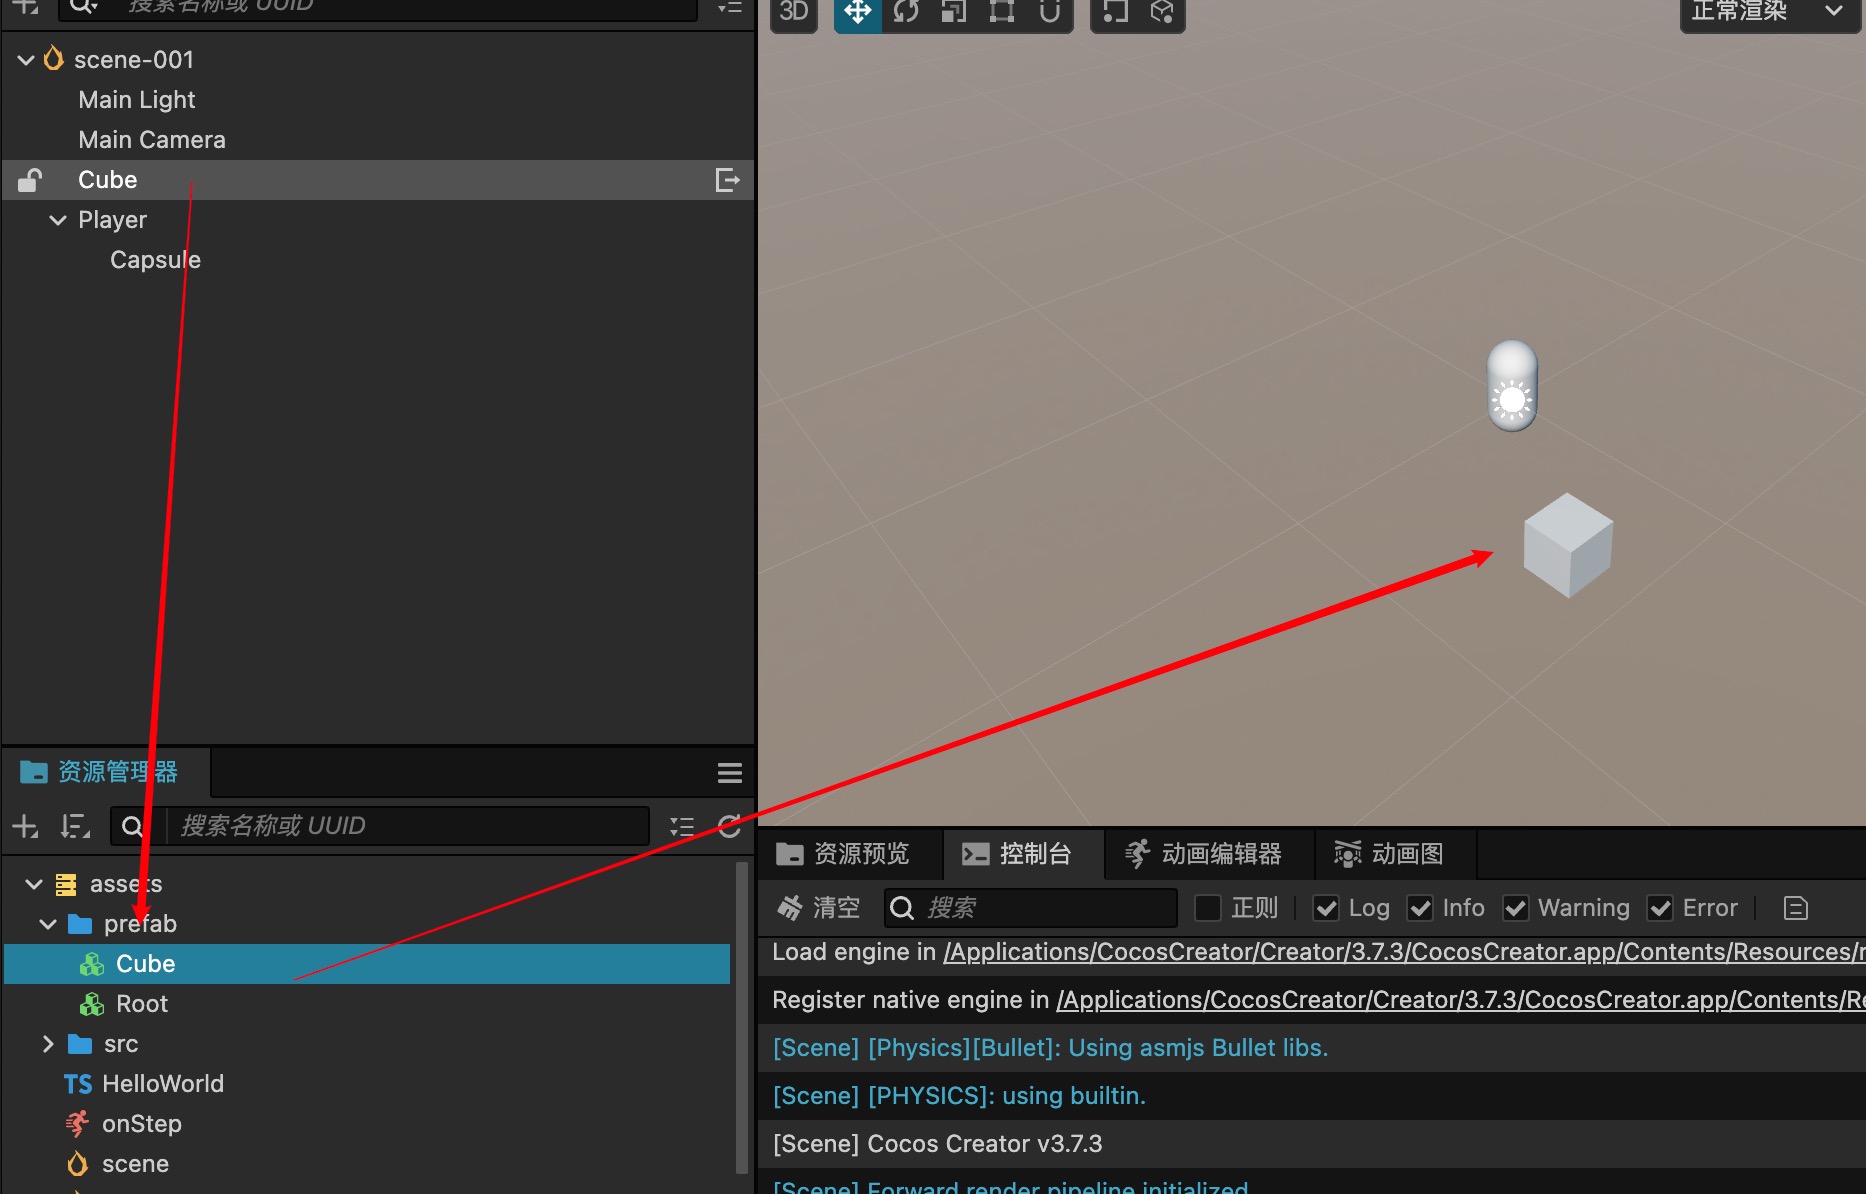 搜索名称或 UUID
3D
正常渲染
scene-001
Main Light
Main Camera
Cube
Player
Capsule
资源管理器
搜索名称或 UUID
assets
prefab
Cube
Root
src
TS HelloWorld
onStep
scene
资源预览
控制台
动画编辑器
动画图
清空
搜索
正则
Log
Info
Warning
Error
Load engine in /Applications/CocosCreator/Creator/3.7.3/CocosCreator.app/Contents/Resources/r
Register native engine in /Applications/CocosCreator/Creator/3.7.3/CocosCreator.app/Contents/Re
[Scene] [Physics][Bullet]: Using asmjs Bullet libs.
[Scene] [PHYSICS]: using builtin.
[Scene] Cocos Creator v3.7.3
[Scene] Forward render pipeline initialized.